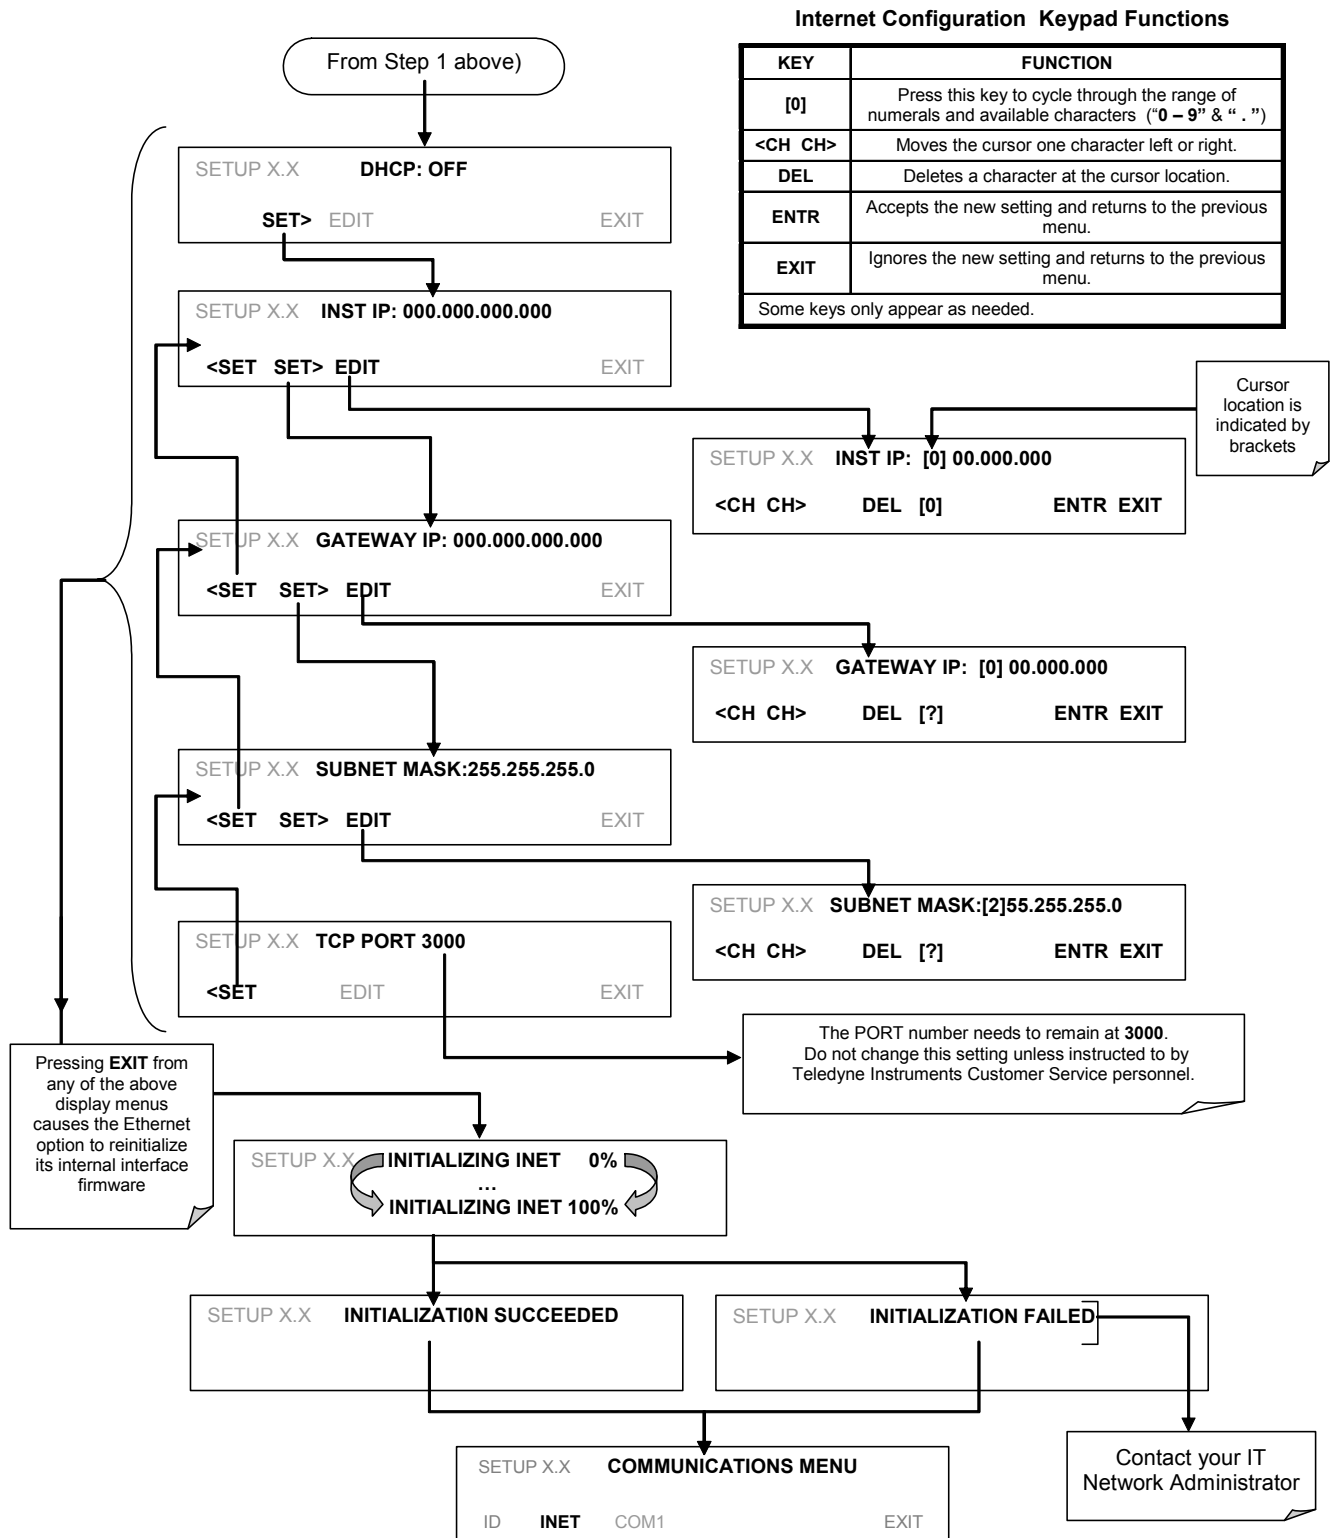 Internet Configuration Keypad Functions
KEY FUNCTION
[0] Press this key to cycle through the range of
numerals and available characters (“0 – 9” & “ . ”)
<CH CH> Moves the cursor one character left or right.
DEL Deletes a character at the cursor location.
ENTR Accepts the new setting and returns to the previous
menu.
EXIT Ignores the new setting and returns to the previous
menu.
Some keys only appear as needed.
From Step 1 above)
SETUP X.X DHCP: OFF
SET> EDIT EXIT
SETUP X.X INST IP: 000.000.000.000
<SET SET> EDIT EXIT
Cursor
location is
indicated by
brackets
SETUP X.X INST IP: [0] 00.000.000
<CH CH> DEL [0] ENTR EXIT
SETUP X.X GATEWAY IP: 000.000.000.000
<SET SET> EDIT EXIT
SETUP X.X GATEWAY IP: [0] 00.000.000
<CH CH> DEL [?] ENTR EXIT
SETUP X.X SUBNET MASK:255.255.255.0
<SET SET> EDIT EXIT
SETUP X.X SUBNET MASK:[2]55.255.255.0
<CH CH> DEL [?] ENTR EXIT
SETUP X.X TCP PORT 3000
<SET EDIT EXIT
The PORT number needs to remain at 3000.
Do not change this setting unless instructed to by
Teledyne Instruments Customer Service personnel.
Pressing EXIT from
any of the above
display menus
causes the Ethernet
option to reinitialize
its internal interface
firmware
SETUP X.X INITIALIZING INET 0%
…
INITIALIZING INET 100%
SETUP X.X INITIALIZATI0N SUCCEEDED
SETUP X.X INITIALIZATION FAILED
Contact your IT
Network Administrator
SETUP X.X COMMUNICATIONS MENU
ID INET COM1 EXIT